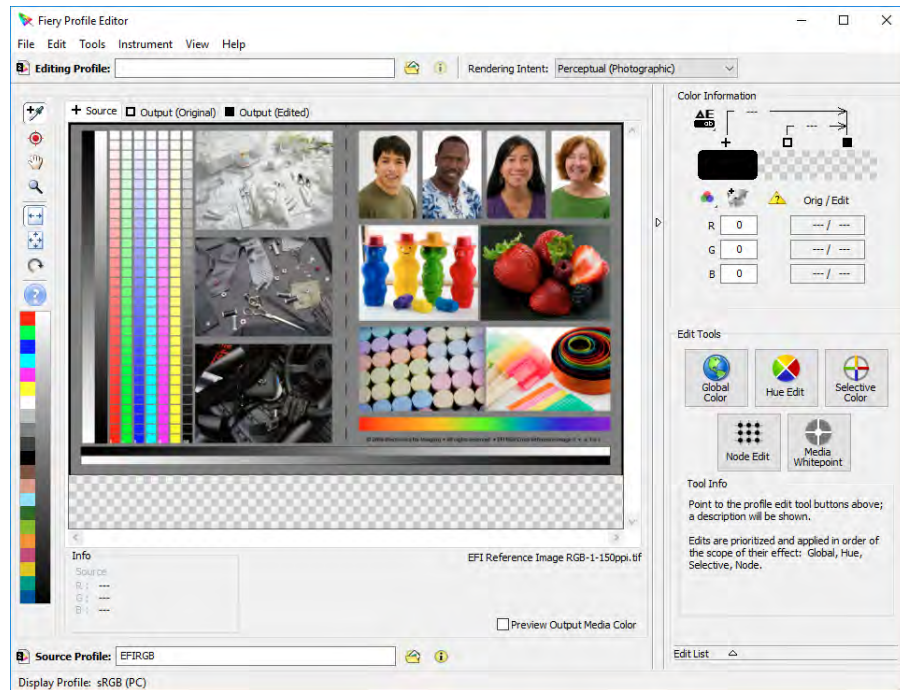 Fiery Profile Editor
File Edit Tools Instrument View Help
Editing Profile:
Rendering Intent: Perceptual (Photographic)
Source Output (Original) Output (Edited)
EFI Reference Image RGB-1-150ppi.tif
Info
Source
R : ---
G : ---
B : ---
Preview Output Media Color
Source Profile: EFIRGB
Display Profile: sRGB (PC)
Color Information
ΔE
ab
---
---
Orig / Edit
R 0 --- / ---
G 0 --- / ---
B 0 --- / ---
Edit Tools
Global
Color
Hue Edit
Selective
Color
Node Edit
Media
Whitepoint
Tool Info
Point to the profile edit tool buttons above;
a description will be shown.
Edits are prioritized and applied in order of
the scope of their effect: Global, Hue,
Selective, Node.
Edit List